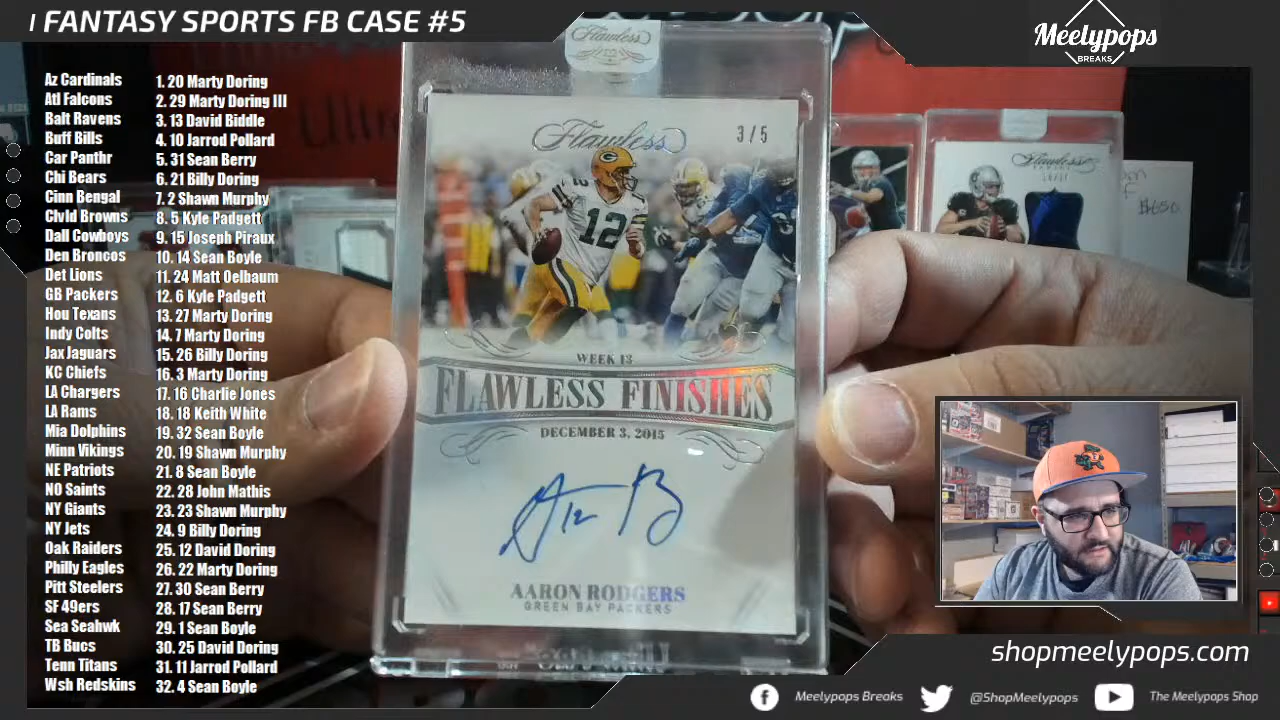 I FANTASY SPORTS FB CASE #5
Meelypops
BREAKS
Az Cardinals 1. 20 Marty Doring
Atl Falcons 2. 29 Marty Doring III
Balt Ravens 3. 13 David Biddle
Buff Bills 4. 10 Jarrod Pollard
Car Panthr 5. 31 Sean Berry
Chi Bears 6. 21 Billy Doring
Cinn Bengal 7. 2 Shawn Murphy
Clvld Browns 8. 5 Kyle Padgett
Dall Cowboys 9. 15 Joseph Piraux
Den Broncos 10. 14 Sean Boyle
Det Lions 11. 24 Matt Oelbaum
GB Packers 12. 6 Kyle Padgett
Hou Texans 13. 27 Marty Doring
Indy Colts 14. 7 Marty Doring
Jax Jaguars 15. 26 Billy Doring
KC Chiefs 16. 3 Marty Doring
LA Chargers 17. 16 Charlie Jones
LA Rams 18. 18 Keith White
Mia Dolphins 19. 32 Sean Boyle
Minn Vikings 20. 19 Shawn Murphy
NE Patriots 21. 8 Sean Boyle
NO Saints 22. 28 John Mathis
NY Giants 23. 23 Shawn Murphy
NY Jets 24. 9 Billy Doring
Oak Raiders 25. 12 David Doring
Philly Eagles 26. 22 Marty Doring
Pitt Steelers 27. 30 Sean Berry
SF 49ers 28. 17 Sean Berry
Sea Seahwk 29. 1 Sean Boyle
TB Bucs 30. 25 David Doring
Tenn Titans 31. 11 Jarrod Pollard
Wsh Redskins 32. 4 Sean Boyle
Flawless
Flawless
3/5
12
WEEK 13
FLAWLESS FINISHES
DECEMBER 3, 2015
12
AARON RODGERS
GREEN BAY PACKERS
Flawless
$650
shopmeelypops.com
Meelypops Breaks
@ShopMeelypops
The Meelypops Shop